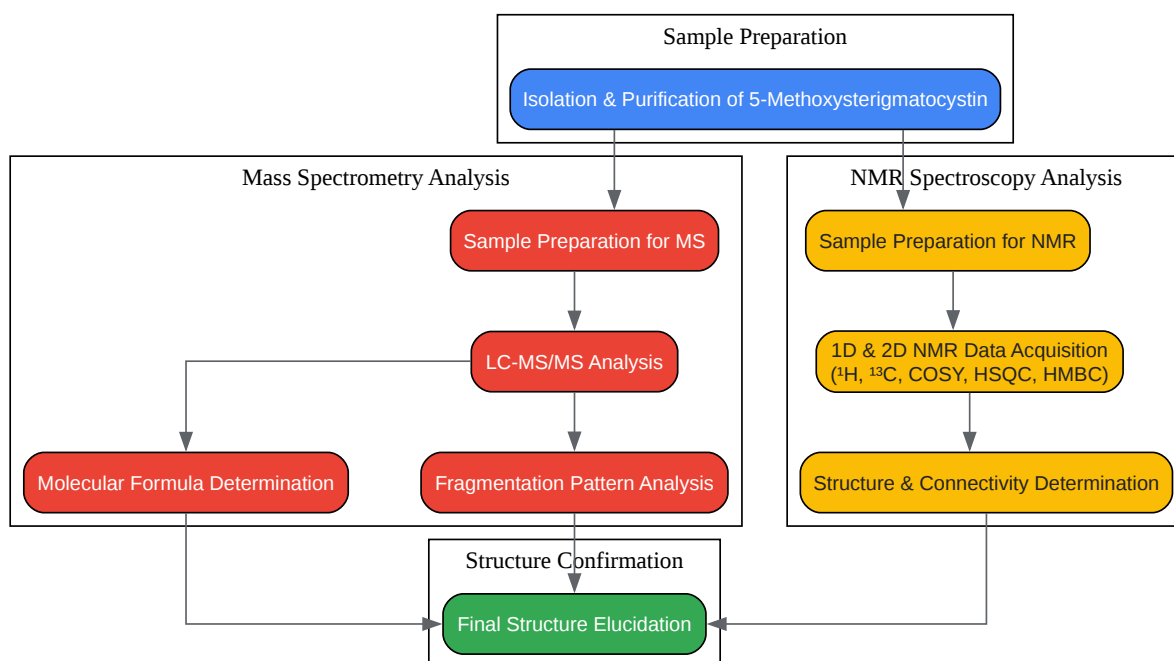 Sample Preparation
Isolation & Purification of 5-Methoxysterigmatocystin
Mass Spectrometry Analysis
Sample Preparation for MS
LC-MS/MS Analysis
Molecular Formula Determination
Fragmentation Pattern Analysis
NMR Spectroscopy Analysis
Sample Preparation for NMR
1D & 2D NMR Data Acquisition
(¹H, ¹³C, COSY, HSQC, HMBC)
Structure & Connectivity Determination
Structure Confirmation
Final Structure Elucidation